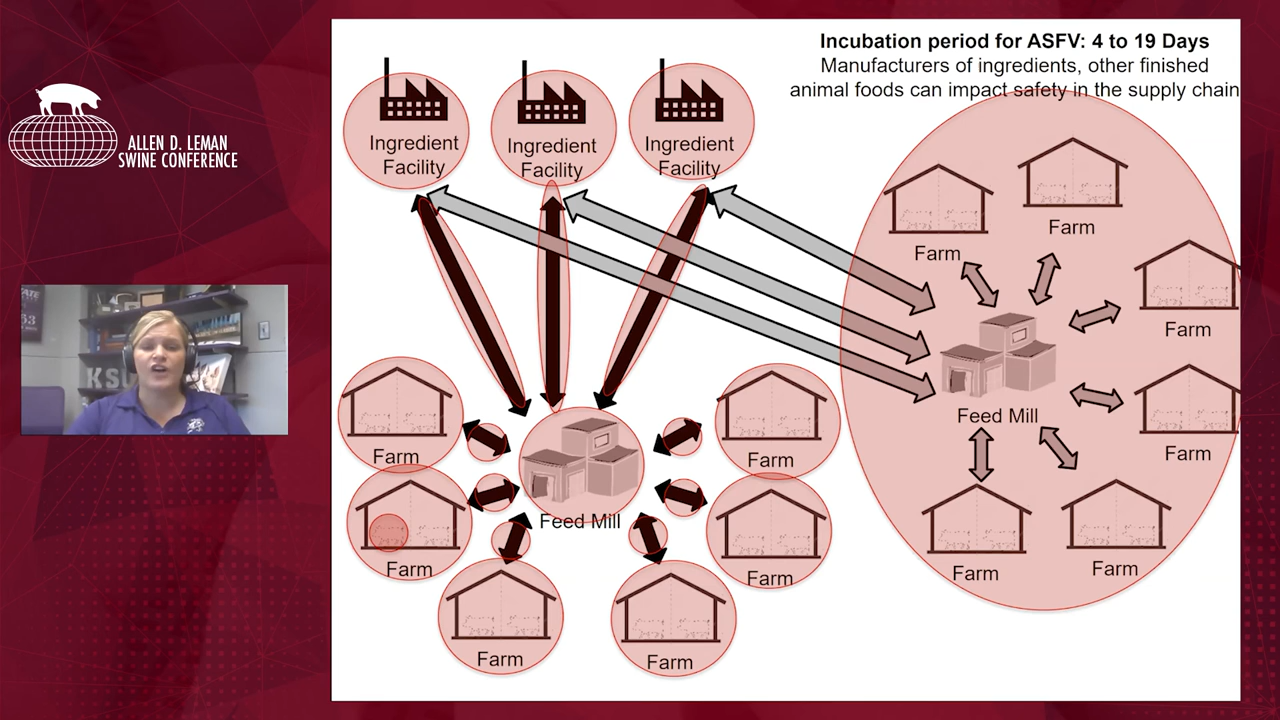 ALLEN D. LEMAN
SWINE CONFERENCE
Incubation period for ASFV: 4 to 19 Days
Manufacturers of ingredients, other finished
animal foods can impact safety in the supply chain
Ingredient
Facility
Ingredient
Facility
Ingredient
Facility
Farm
Farm
Farm
Farm
Farm
Farm
Feed Mill
Farm
Farm
Farm
Farm
Farm
Farm
Feed Mill
KSU